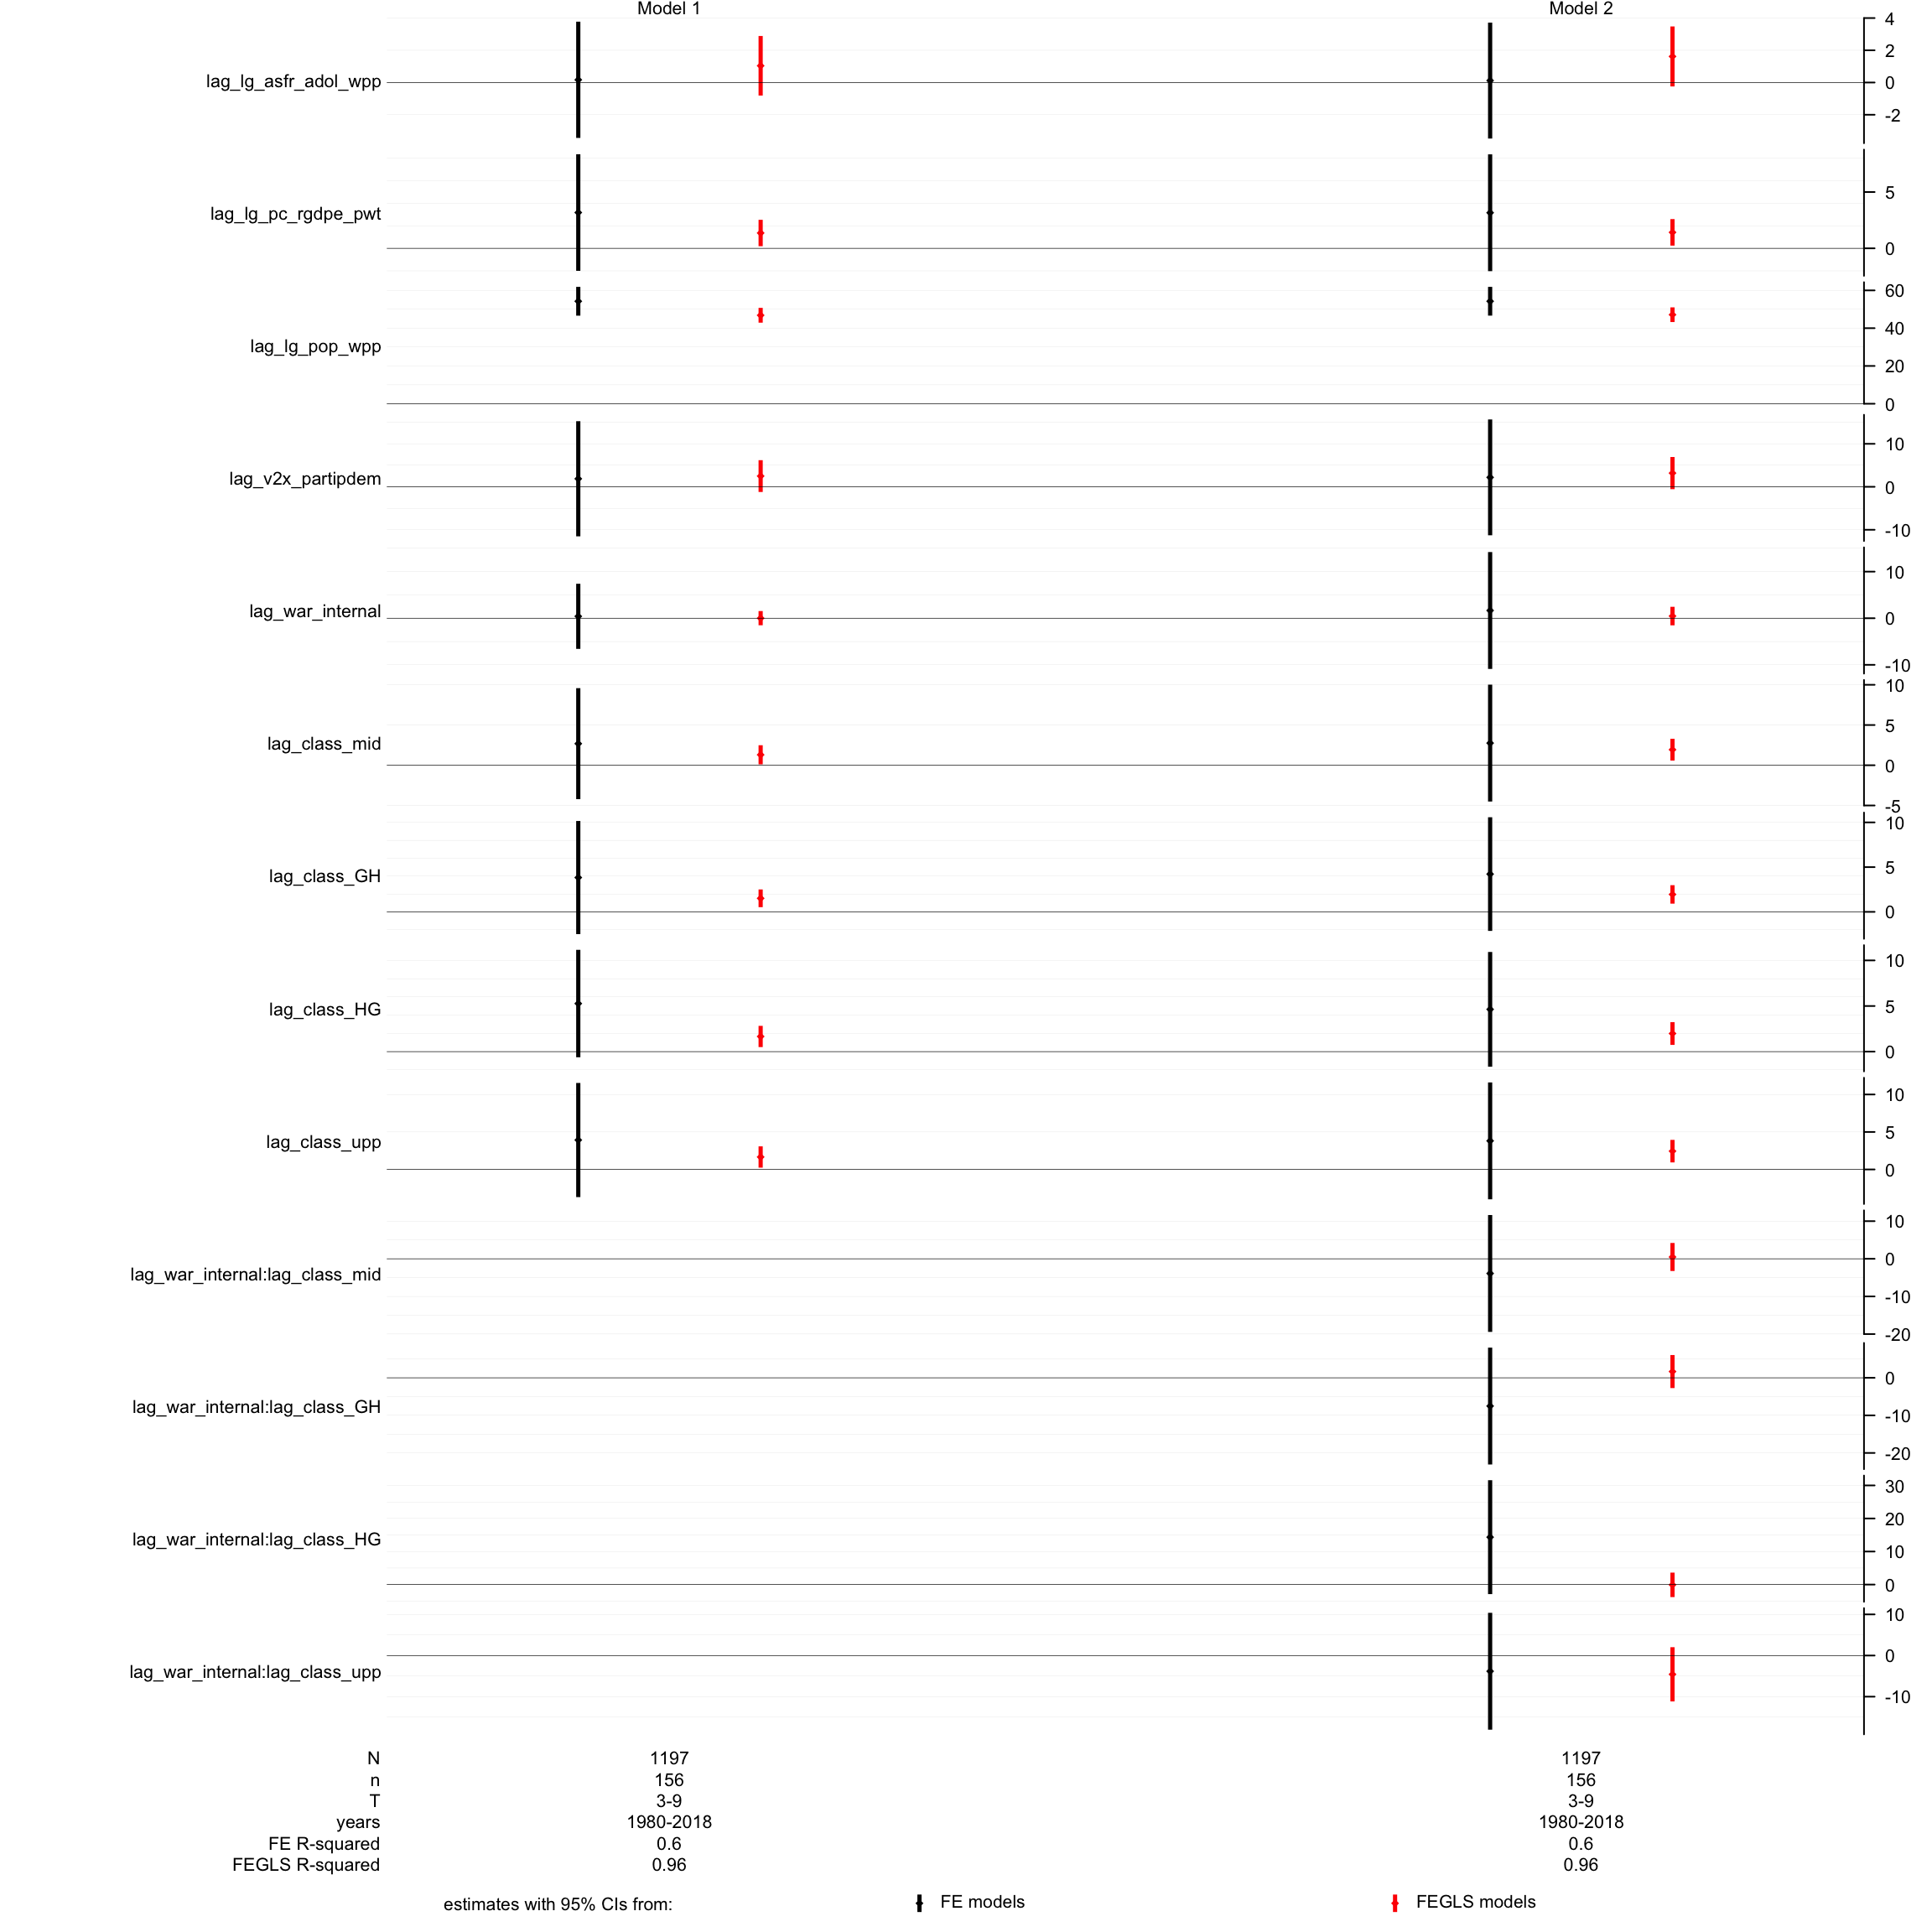 Model 1 Model 2
lag_lg_asfr_adol_wpp
4
2
0
-2
lag_lg_pc_rgdpe_pwt
5
0
lag_lg_pop_wpp
60
40
20
0
lag_v2x_partipdem
10
0
-10
lag_war_internal
10
0
-10
lag_class_mid
10
5
0
-5
lag_class_GH
10
5
0
lag_class_HG
10
5
0
lag_class_upp
10
5
0
lag_war_internal:lag_class_mid
10
0
-10
-20
lag_war_internal:lag_class_GH
0
-10
-20
lag_war_internal:lag_class_HG
30
20
10
0
lag_war_internal:lag_class_upp
10
0
-10
N 1197 1197
n 156 156
T 3-9 3-9
years 1980-2018 1980-2018
FE R-squared 0.6 0.6
FEGLS R-squared 0.96 0.96
estimates with 95% CIs from: FE models FEGLS models